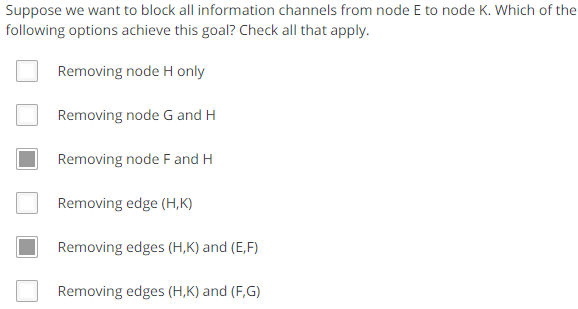 Suppose we want to block all information channels from node E to node K. Which of the
following options achieve this goal? Check all that apply.
Removing node H only
Removing node G and H
Removing node F and H
Removing edge (H,K)
Removing edges (H,K) and (E,F)
Removing edges (H,K) and (F,G)